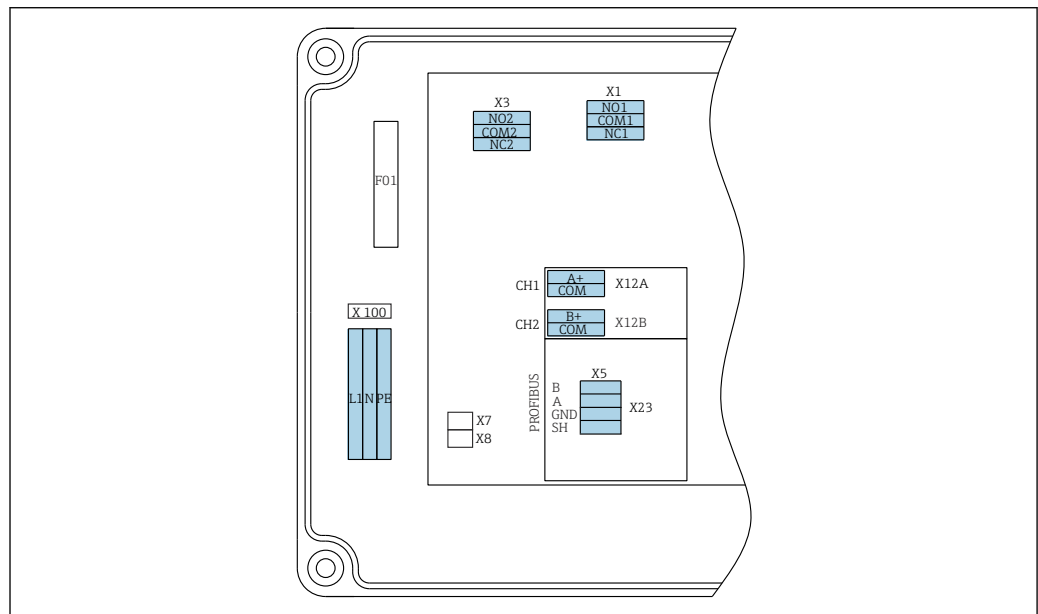 X3
NO2
COM2
NC2
X1
NO1
COM1
NC1
F01
CH1
A+
COM
X12A
CH2
B+
COM
X12B
X 100
L1 N PE
PROFIBUS
X5
B
A
GND
SH
X23
X7
X8